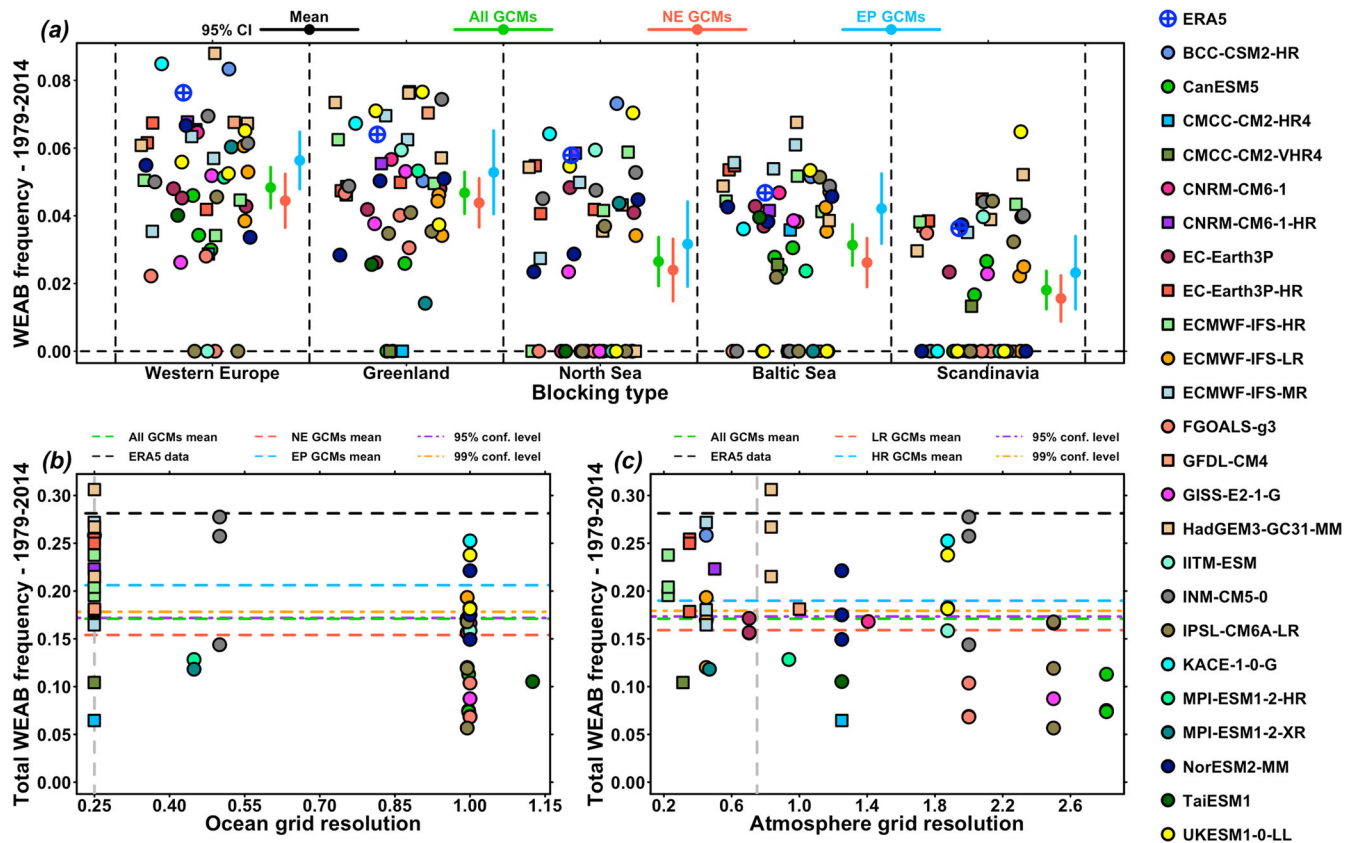 (a)
95% CI
Mean
All GCMs
NE GCMs
EP GCMs
WEAB frequency - 1979-2014
0.08
0.06
0.04
0.02
0.00
Western Europe
Greenland
North Sea
Baltic Sea
Scandinavia
Blocking type
(b)
All GCMs mean
NE GCMs mean
95% conf. level
ERA5 data
EP GCMs mean
99% conf. level
Total WEAB frequency - 1979-2014
0.30
0.25
0.20
0.15
0.10
0.05
0.00
0.25
0.40
0.55
0.70
0.85
1.00
1.15
Ocean grid resolution
(c)
All GCMs mean
LR GCMs mean
95% conf. level
ERA5 data
HR GCMs mean
99% conf. level
Total WEAB frequency - 1979-2014
0.30
0.25
0.20
0.15
0.10
0.05
0.00
0.2
0.6
1.0
1.4
1.8
2.2
2.6
Atmosphere grid resolution
ERA5
BCC-CSM2-HR
CanESM5
CMCC-CM2-HR4
CMCC-CM2-VHR4
CNRM-CM6-1
CNRM-CM6-1-HR
EC-Earth3P
EC-Earth3P-HR
ECMWF-IFS-HR
ECMWF-IFS-LR
ECMWF-IFS-MR
FGOALS-g3
GFDL-CM4
GISS-E2-1-G
HadGEM3-GC31-MM
IITM-ESM
INM-CM5-0
IPSL-CM6A-LR
KACE-1-0-G
MPI-ESM1-2-HR
MPI-ESM1-2-XR
NorESM2-MM
TaiESM1
UKESM1-0-LL